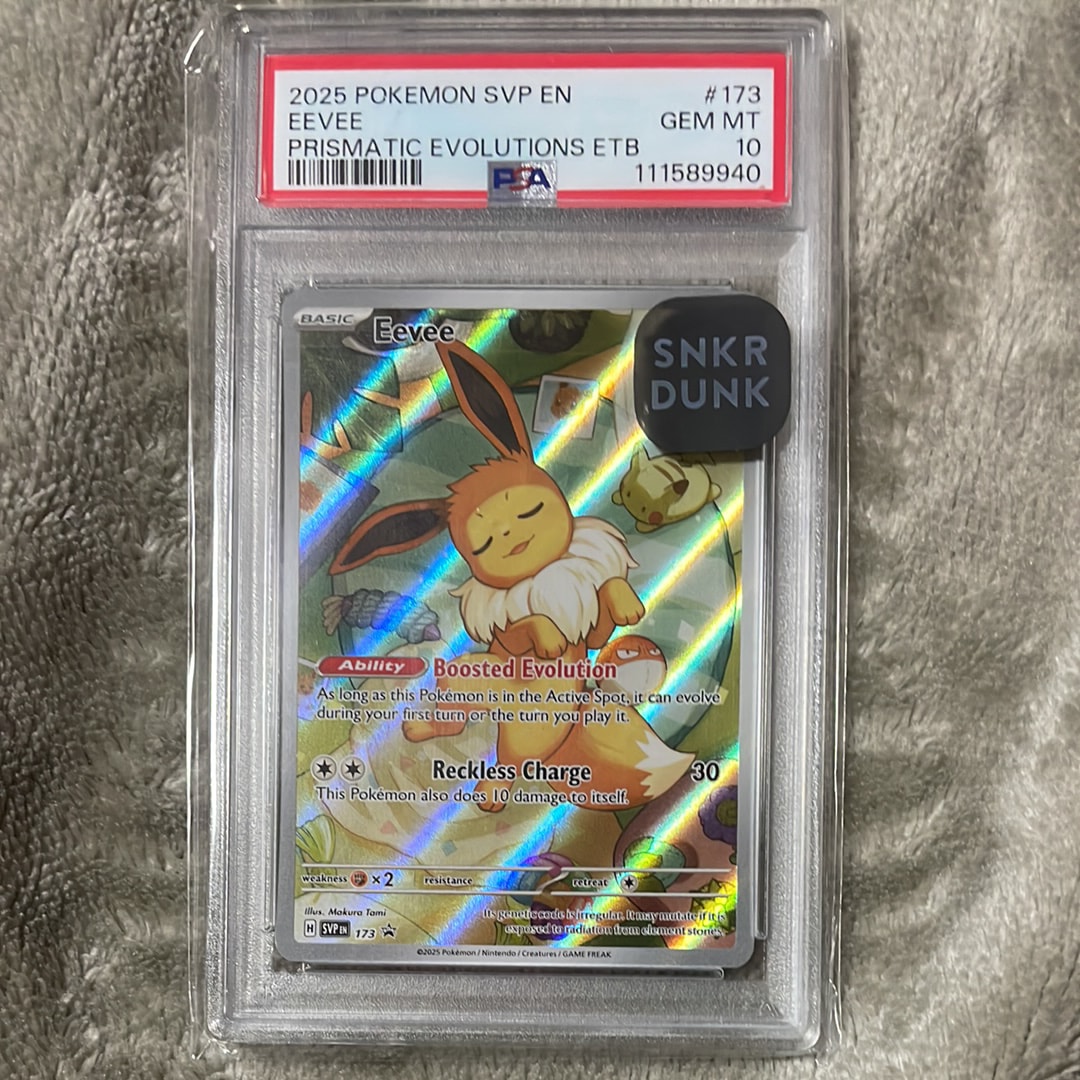 2025 POKEMON SVP EN #173
EEVEE GEM MT
PRISMATIC EVOLUTIONS ETB 10
PSA 111589940
BASIC Eevee
SNKR
DUNK
Ability Boosted Evolution
As long as this Pokémon is in the Active Spot, it can evolve
during your first turn or the turn you play it.
Reckless Charge 30
This Pokémon also does 10 damage to itself.
weakness ×2 resistance retreat
Illus. Makura Tami
Its genetic code is irregular. It may mutate if it is
exposed to radiation from element stones.
H SVP EN 173
©2025 Pokémon / Nintendo / Creatures / GAME FREAK